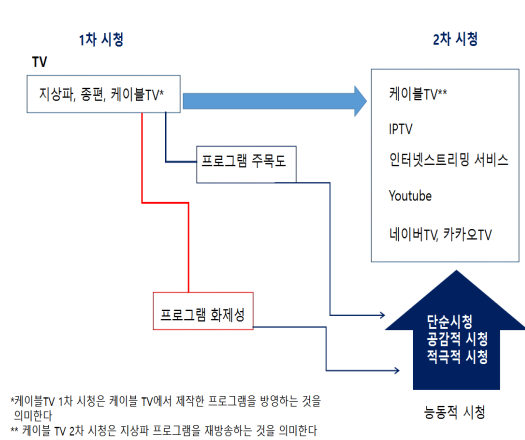 1차 시청
2차 시청
TV
지상파, 종편, 케이블TV*
케이블TV**
IPTV
인터넷스트리밍 서비스
Youtube
네이버TV, 카카오TV
프로그램 주목도
프로그램 화제성
단순시청
공감적 시청
적극적 시청
능동적 시청
*케이블TV 1차 시청은 케이블 TV에서 제작한 프로그램을 방영하는 것을
의미한다
** 케이블 TV 2차 시청은 지상파 프로그램을 재방송하는 것을 의미한다